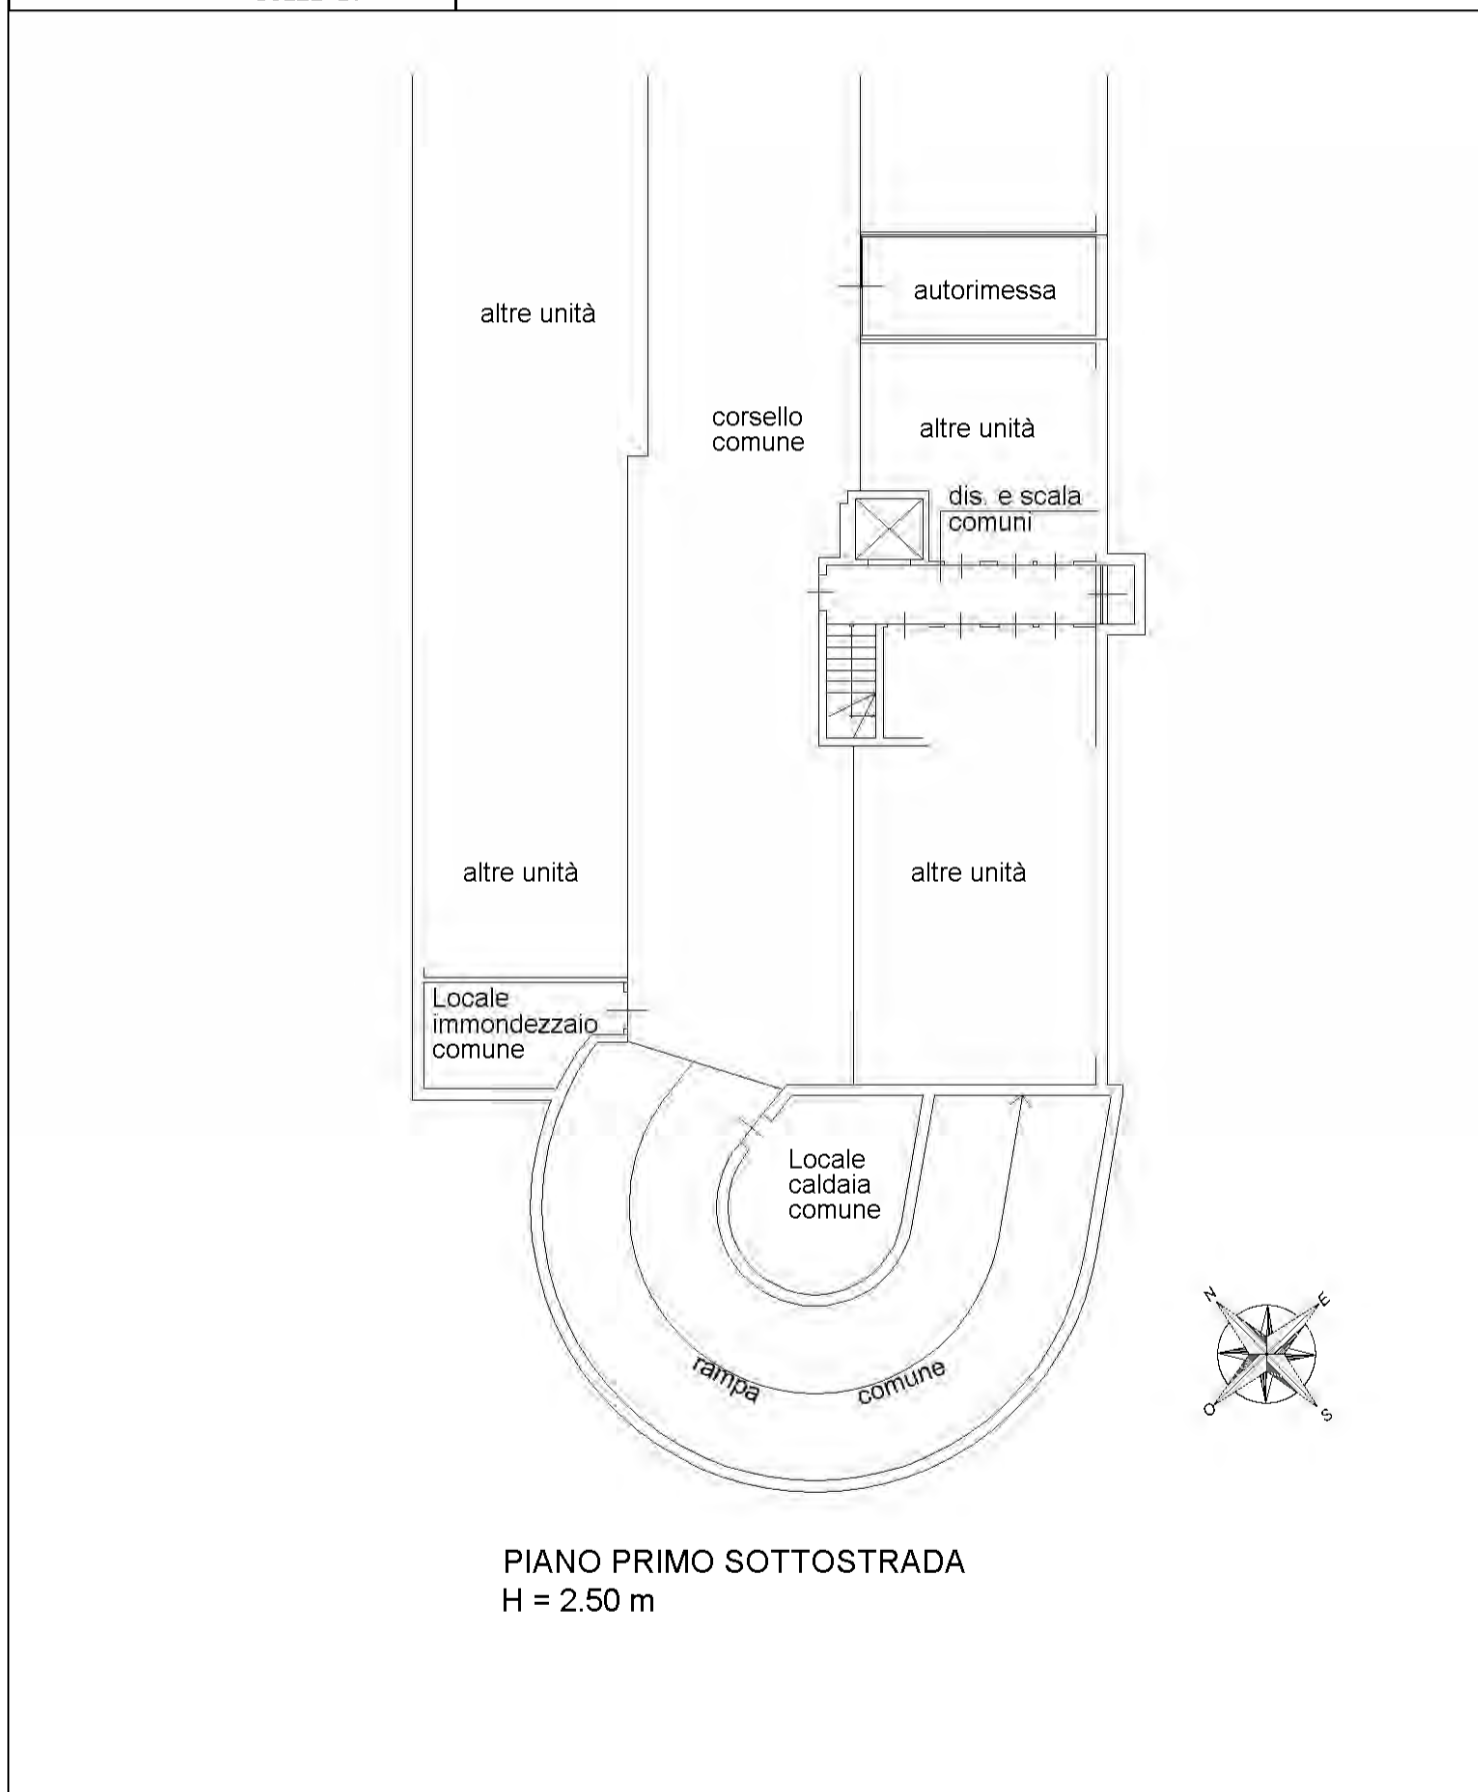 autorimessa
altre unità
corsello
comune
altre unità
dis. e scala
comuni
altre unità
altre unità
Locale
immondezzaio
comune
Locale
caldaia
comune
rampa comune
N
E
O
S
PIANO PRIMO SOTTOSTRADA
H = 2.50 m